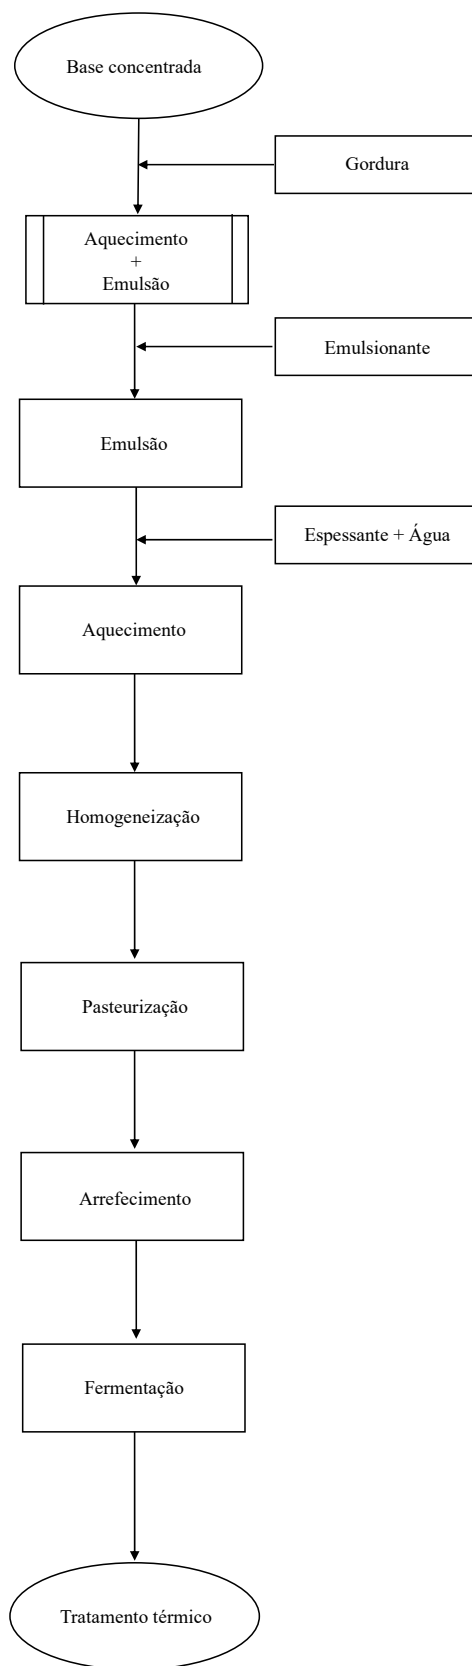 Base concentrada
Gordura
Aquecimento
+
Emulsão
Emulsionante
Emulsão
Espessante + Água
Aquecimento
Homogeneização
Pasteurização
Arrefecimento
Fermentação
Tratamento térmico